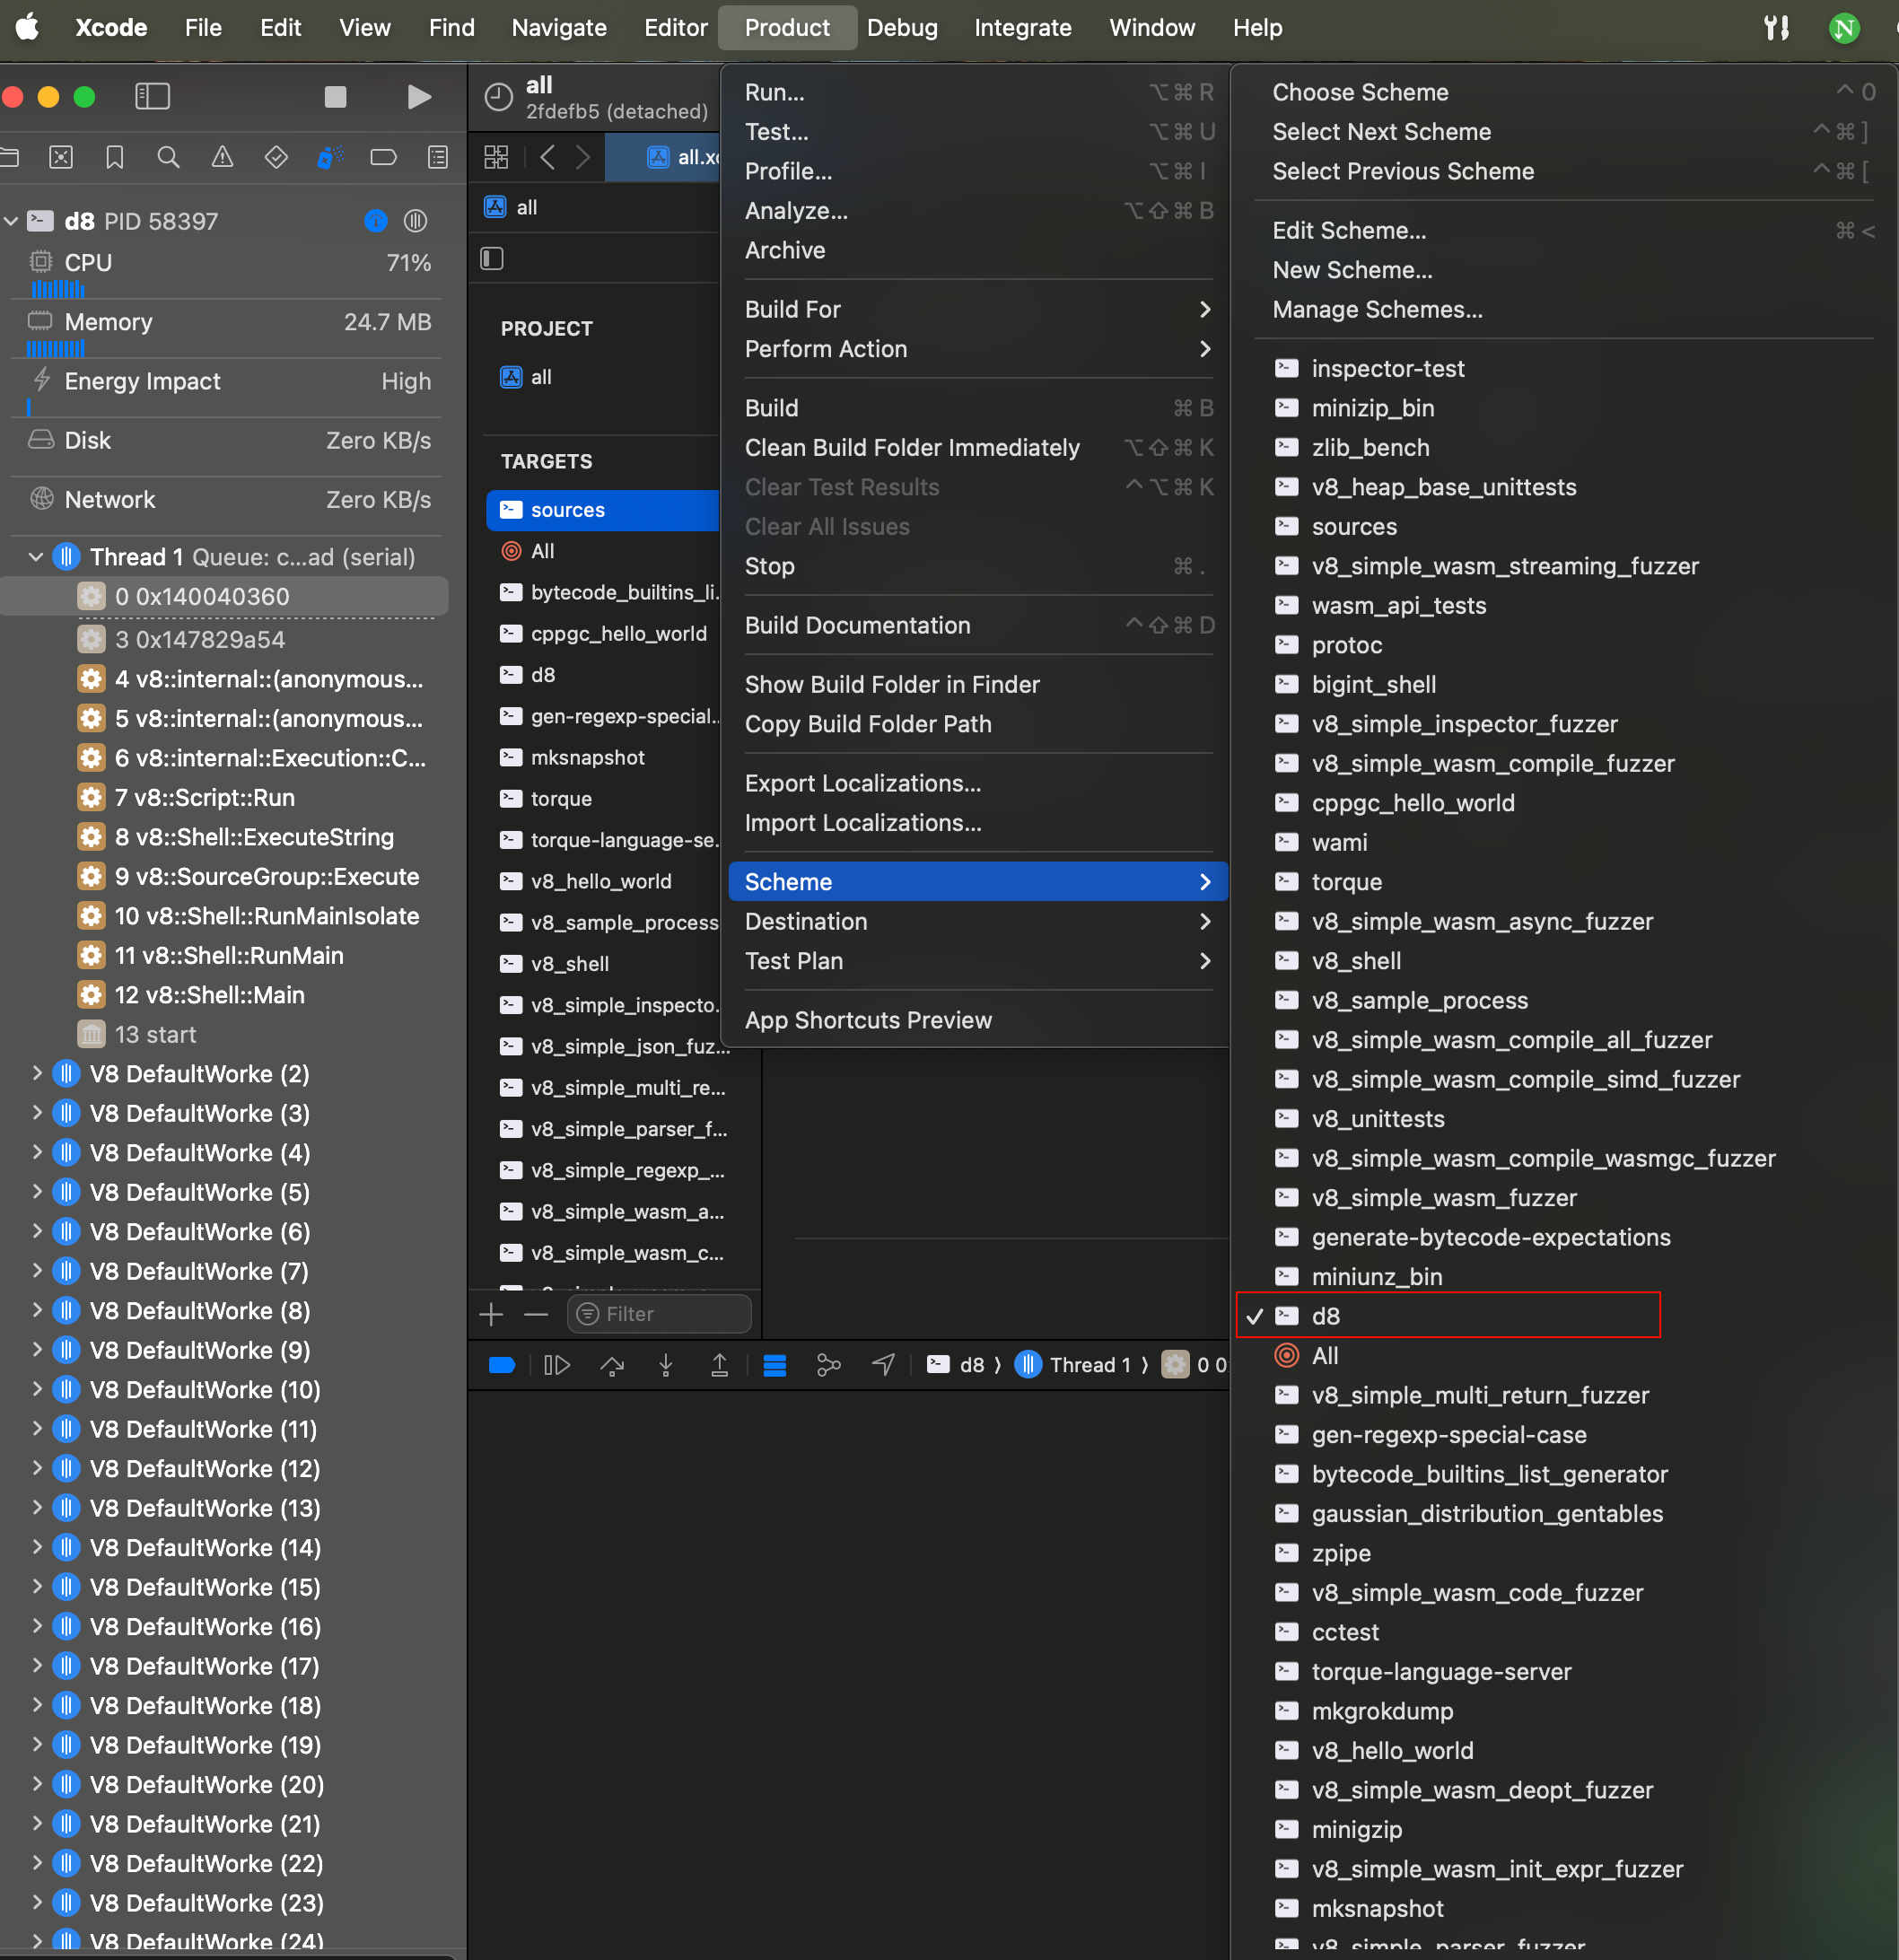 Xcode File Edit View Find Navigate Editor Product Debug Integrate Window Help
all
2fdefb5 (detached)
all
d8 PID 58397
CPU 71%
Memory 24.7 MB
Energy Impact High
Disk Zero KB/s
Network Zero KB/s
Thread 1 Queue: c...ad (serial)
0 0x140040360
3 0x147829a54
4 v8::internal::(anonymous...
5 v8::internal::(anonymous...
6 v8::internal::Execution::C...
7 v8::Script::Run
8 v8::Shell::ExecuteString
9 v8::SourceGroup::Execute
10 v8::Shell::RunMainIsolate
11 v8::Shell::RunMain
12 v8::Shell::Main
13 start
V8 DefaultWorke (2)
V8 DefaultWorke (3)
V8 DefaultWorke (4)
V8 DefaultWorke (5)
V8 DefaultWorke (6)
V8 DefaultWorke (7)
V8 DefaultWorke (8)
V8 DefaultWorke (9)
V8 DefaultWorke (10)
V8 DefaultWorke (11)
V8 DefaultWorke (12)
V8 DefaultWorke (13)
V8 DefaultWorke (14)
V8 DefaultWorke (15)
V8 DefaultWorke (16)
V8 DefaultWorke (17)
V8 DefaultWorke (18)
V8 DefaultWorke (19)
V8 DefaultWorke (20)
V8 DefaultWorke (21)
V8 DefaultWorke (22)
V8 DefaultWorke (23)
V8 DefaultWorke (24)
all.xc
PROJECT
all
TARGETS
sources
All
bytecode_builtins_li...
cppgc_hello_world
d8
gen-regexp-special...
mksnapshot
torque
torque-language-se...
v8_hello_world
v8_sample_process
v8_shell
v8_simple_inspecto...
v8_simple_json_fuz...
v8_simple_multi_re...
v8_simple_parser_f...
v8_simple_regexp_...
v8_simple_wasm_a...
v8_simple_wasm_c...
Filter
d8 ⟩ Thread 1 ⟩ 0 0
Run... ⌥⌘R
Test... ⌥⌘U
Profile... ⌥⌘I
Analyze... ⌥⇧⌘B
Archive
Build For
Perform Action
Build ⌘B
Clean Build Folder Immediately ⌥⇧⌘K
Clear Test Results ^⌥⌘K
Clear All Issues
Stop ⌘.
Build Documentation ^⇧⌘D
Show Build Folder in Finder
Copy Build Folder Path
Export Localizations...
Import Localizations...
Scheme
Destination
Test Plan
App Shortcuts Preview
Choose Scheme ^0
Select Next Scheme ^⌘]
Select Previous Scheme ^⌘[
Edit Scheme... ⌘<
New Scheme...
Manage Schemes...
inspector-test
minizip_bin
zlib_bench
v8_heap_base_unittests
sources
v8_simple_wasm_streaming_fuzzer
wasm_api_tests
protoc
bigint_shell
v8_simple_inspector_fuzzer
v8_simple_wasm_compile_fuzzer
cppgc_hello_world
wami
torque
v8_simple_wasm_async_fuzzer
v8_shell
v8_sample_process
v8_simple_wasm_compile_all_fuzzer
v8_simple_wasm_compile_simd_fuzzer
v8_unittests
v8_simple_wasm_compile_wasmgc_fuzzer
v8_simple_wasm_fuzzer
generate-bytecode-expectations
miniunz_bin
✓ d8
All
v8_simple_multi_return_fuzzer
gen-regexp-special-case
bytecode_builtins_list_generator
gaussian_distribution_gentables
zpipe
v8_simple_wasm_code_fuzzer
cctest
torque-language-server
mkgrokdump
v8_hello_world
v8_simple_wasm_deopt_fuzzer
minigzip
v8_simple_wasm_init_expr_fuzzer
mksnapshot
v8_simple_parser_fuzzer